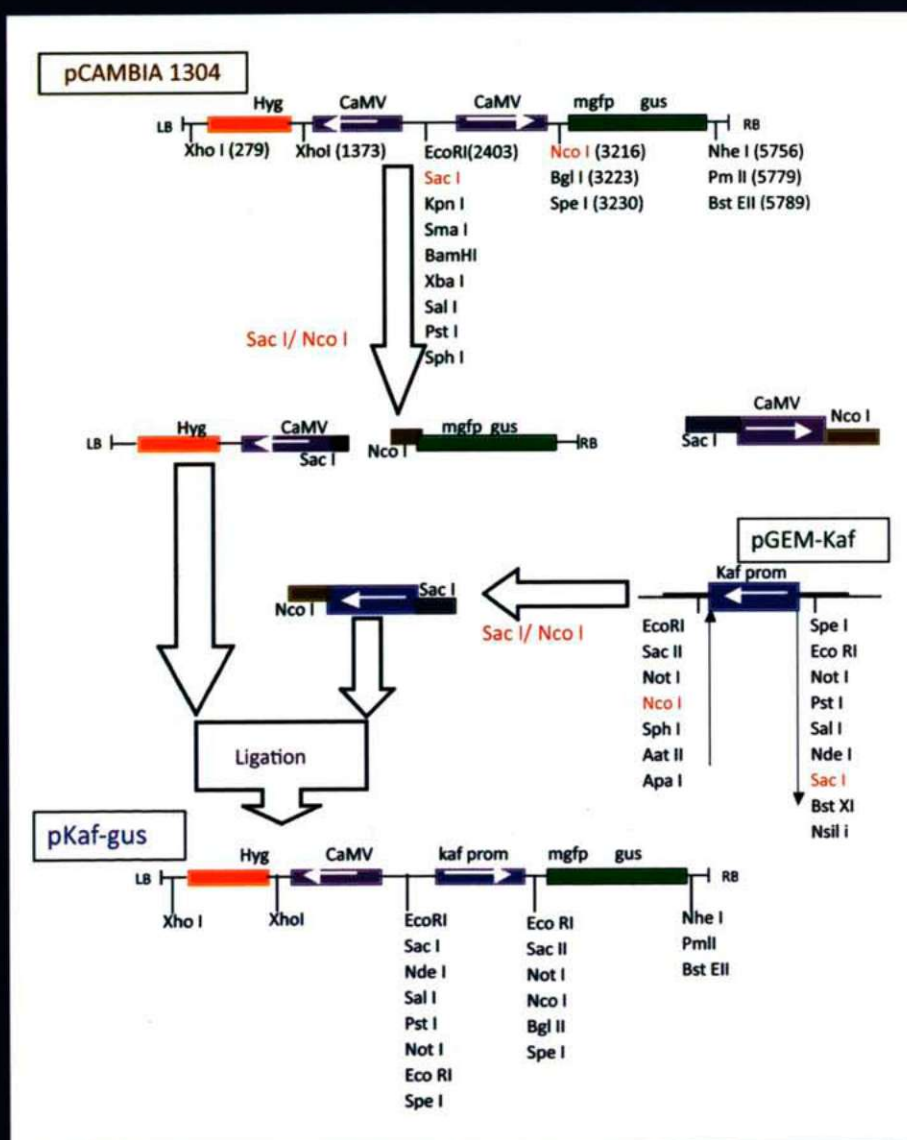 pCAMBIA 1304
Hyg CaMV CaMV mgfp gus
LB RB
Xho I (279) XhoI (1373) EcoRI(2403) Nco I (3216) Nhe I (5756)
Sac I Bgl I (3223) Pm lI (5779)
Kpn I Spe I (3230) Bst EII (5789)
Sma I
BamHI
Xba I
Sal I
Sac I/ Nco I
Pst I
Sph I
Hyg CaMV mgfp gus CaMV Nco I
LB Sac I Nco I RB Sac I
pGEM-Kaf
Kaf prom
Nco I Sac I
Sac I/ Nco I
EcoRI Spe I
Sac II Eco RI
Not I Not I
Nco I Pst I
Sph I Sal I
Aat II Nde I
Apa I Sac I
Bst XI
Nsil i
Ligation
pKaf-gus
Hyg CaMV kaf prom mgfp gus
LB RB
Xho I XhoI EcoRI Eco RI Nhe I
Sac I Sac II PmlI
Nde I Not I Bst EII
Sal I Nco I
Pst I Bgl II
Not I Spe I
Eco RI
Spe I